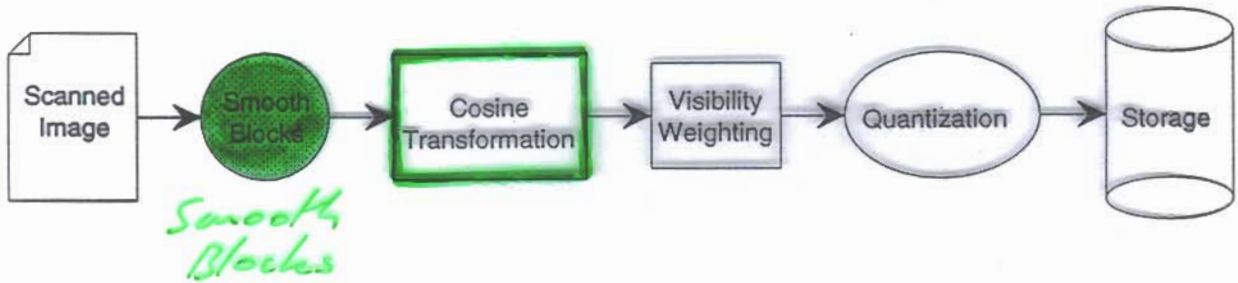 Scanned
Image
Smooth
Blocks
Cosine
Transformation
Visibility
Weighting
Quantization
Storage
Smooth
Blocks